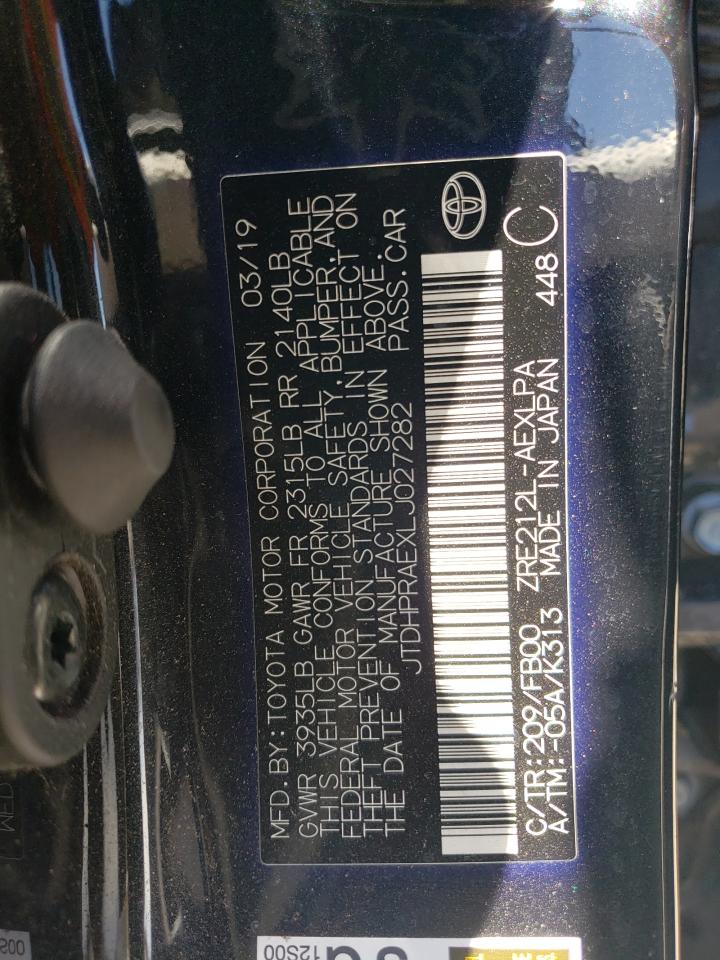 MFD. BY: TOYOTA MOTOR CORPORATION 03/19
GVWR 3935LB GAWR FR 2315LB RR 2140LB
THIS VEHICLE CONFORMS TO ALL APPLICABLE
FEDERAL MOTOR VEHICLE SAFETY, BUMPER, AND
THEFT PREVENTION STANDARDS IN EFFECT ON
THE DATE OF MANUFACTURE SHOWN ABOVE.
JTDHPRAEXLJ027282 PASS. CAR
C/TR:209/FB00 ZRE212L-AEXLPA
A/TM:-05A/K313 MADE IN JAPAN 448 C
12S00